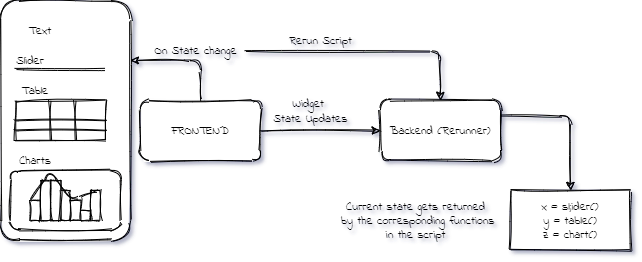 Text
Slider
Table
Charts
On State change
Rerun Script
FRONTEND
Widget
State Updates
Backend (Rerunner)
Current state gets returned
by the corresponding functions
in the script
x = slider()
y = table()
z = chart()